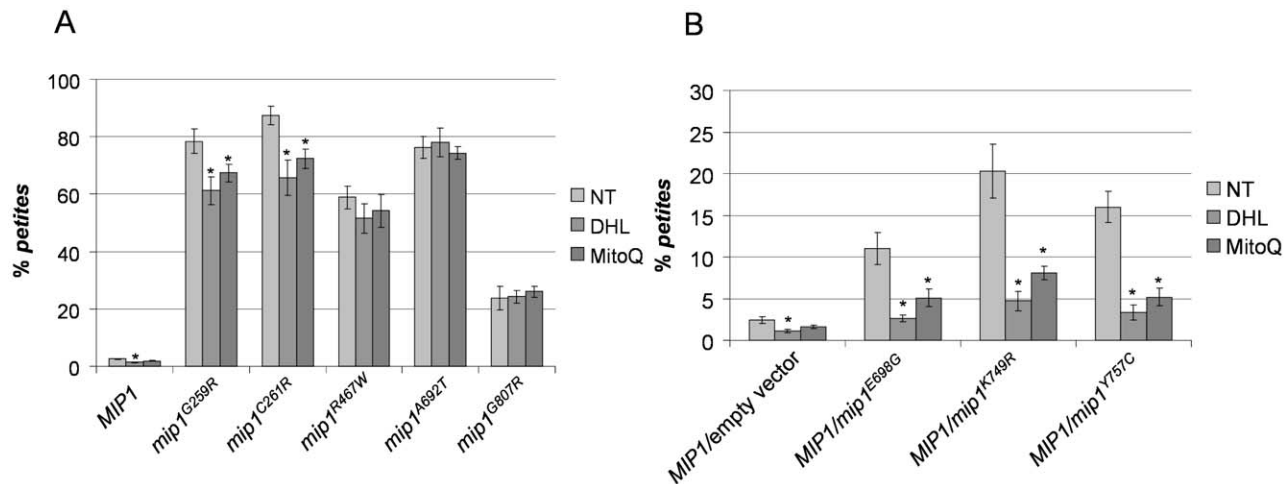 A
% petites
100
80
60
40
20
0
*
* *
* *
MIP1
mip1G259R
mip1C261R
mip1R467W
mip1A692T
mip1G807R
NT
DHL
MitoQ
B
% petites
30
25
20
15
10
5
0
*
* *
* *
* *
MIP1/empty vector
MIP1/mip1E698G
MIP1/mip1K749R
MIP1/mip1Y757C
NT
DHL
MitoQ